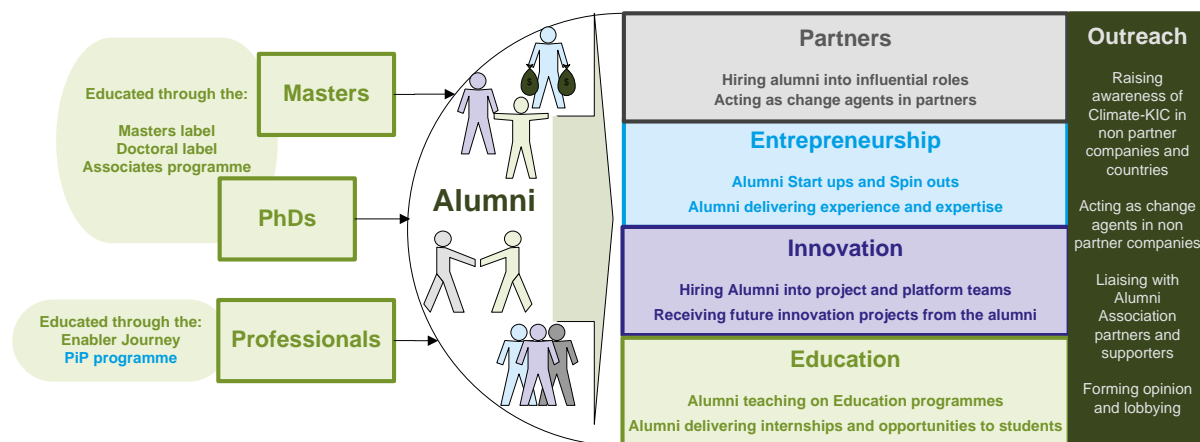 Educated through the:
Masters label
Doctoral label
Associates programme
Masters
PhDs
Educated through the:
Enabler Journey
PiP programme
Professionals
$
$
Alumni
Partners
Hiring alumni into influential roles
Acting as change agents in partners
Entrepreneurship
Alumni Start ups and Spin outs
Alumni delivering experience and expertise
Innovation
Hiring Alumni into project and platform teams
Receiving future innovation projects from the alumni
Education
Alumni teaching on Education programmes
Alumni delivering internships and opportunities to students
Outreach
Raising
awareness of
Climate-KIC in
non partner
companies and
countries
Acting as change
agents in non
partner companies
Liaising with
Alumni
Association
partners and
supporters
Forming opinion
and lobbying